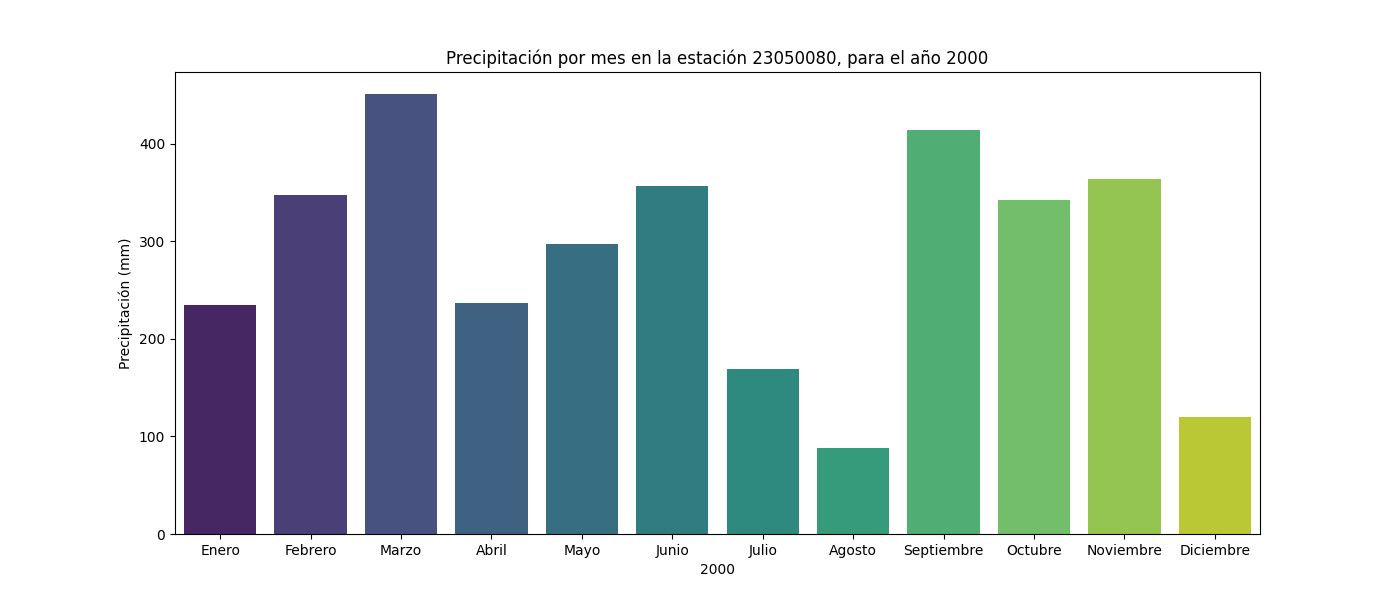 Precipitación por mes en la estación 23050080, para el año 2000
Precipitación (mm)
400
300
200
100
0
Enero Febrero Marzo Abril Mayo Junio Julio Agosto Septiembre Octubre Noviembre Diciembre
2000